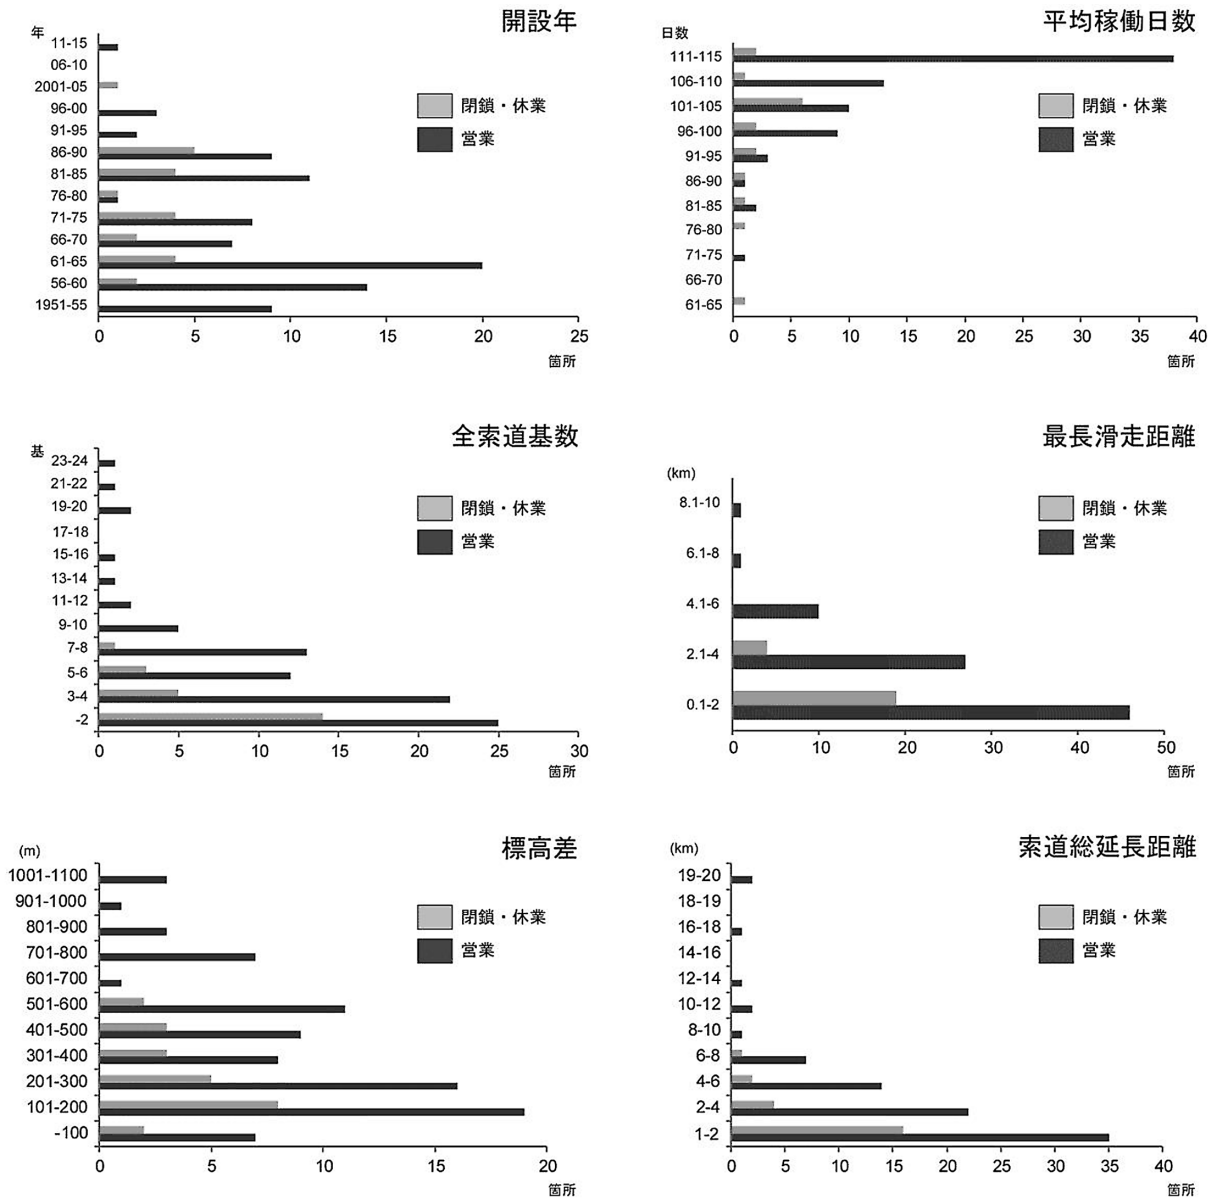 開設年
年
11-15
06-10
2001-05
96-00
91-95
86-90
81-85
76-80
71-75
66-70
61-65
56-60
1951-55
閉鎖・休業
営業
0 5 10 15 20 25
箇所
平均稼働日数
日数
111-115
106-110
101-105
96-100
91-95
86-90
81-85
76-80
71-75
66-70
61-65
閉鎖・休業
営業
0 5 10 15 20 25 30 35 40
箇所
全索道基数
基
23-24
21-22
19-20
17-18
15-16
13-14
11-12
9-10
7-8
5-6
3-4
-2
閉鎖・休業
営業
0 5 10 15 20 25 30
箇所
最長滑走距離
(km)
8.1-10
6.1-8
4.1-6
2.1-4
0.1-2
閉鎖・休業
営業
0 10 20 30 40 50
箇所
標高差
(m)
1001-1100
901-1000
801-900
701-800
601-700
501-600
401-500
301-400
201-300
101-200
-100
閉鎖・休業
営業
0 5 10 15 20
箇所
索道総延長距離
(km)
19-20
18-19
16-18
14-16
12-14
10-12
8-10
6-8
4-6
2-4
1-2
閉鎖・休業
営業
0 5 10 15 20 25 30 35 40
箇所